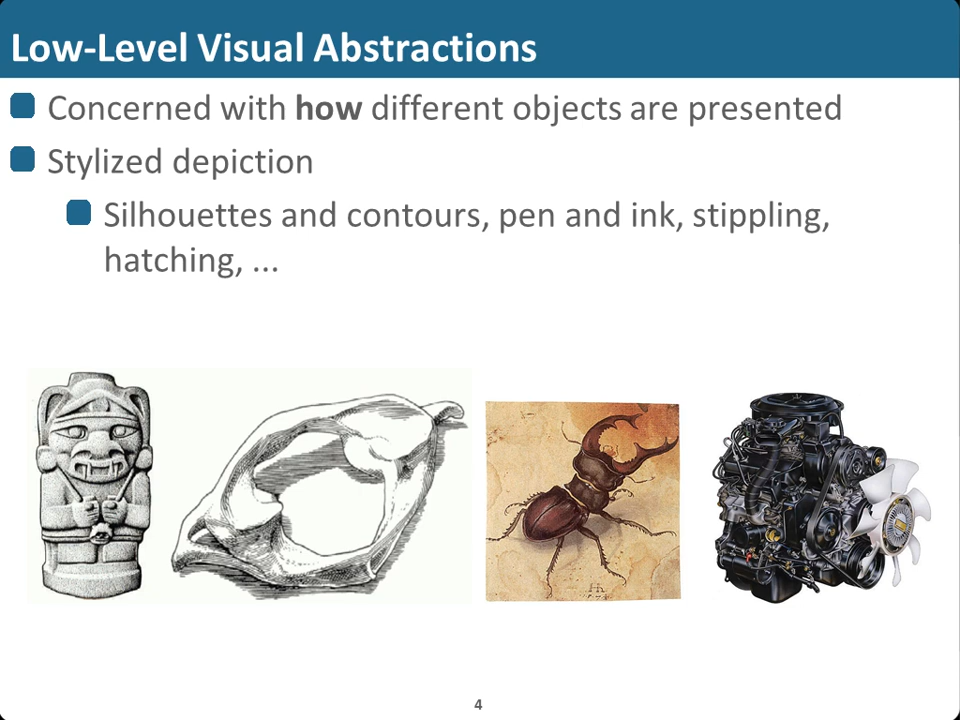 Low-Level Visual Abstractions
Concerned with how different objects are presented
Stylized depiction
Silhouettes and contours, pen and ink, stippling,
hatching, ...
4